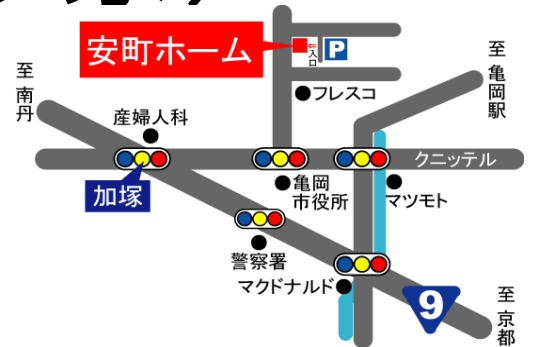 安町ホーム
入口
P
至亀岡駅
至南丹
フレスコ
産婦人科
クニッテル
加塚
亀岡
市役所
マツモト
警察署
マクドナルド
9
至京都